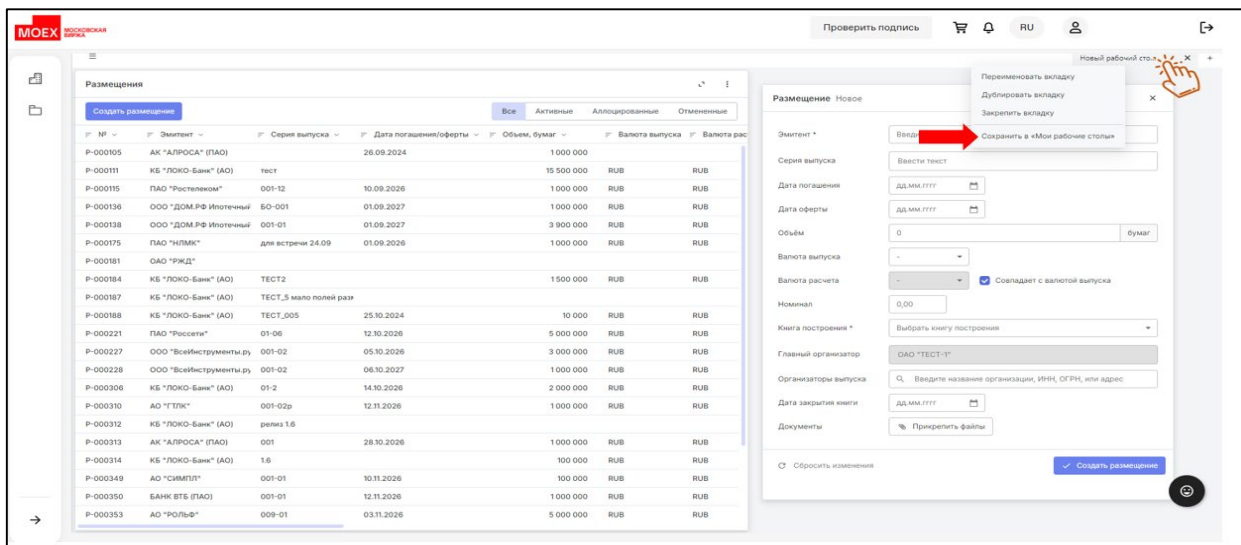 MOEX МОСКОВСКАЯ БИРЖА
Проверить подпись
RU
Новый рабочий сто
Переименовать вкладку
Дублировать вкладку
Закрепить вкладку
Сохранить в «Мои рабочие столы»
Размещения
Создать размещение
Все Активные Аллоцированные Отмененные
№ Эмитент Серия выпуска Дата погашения/оферты Объем, бумаг Валюта выпуска Валюта рас
P-000105 АК "АЛРОСА" (ПАО) 26.09.2024 1 000 000
P-000111 КБ "ЛОКО-Банк" (АО) тест 15 500 000 RUB RUB
P-000115 ПАО "Ростелеком" 001-12 10.09.2026 1 000 000 RUB RUB
P-000136 ООО "ДОМ.РФ Ипотечный БО-001 01.09.2027 1 000 000 RUB RUB
P-000138 ООО "ДОМ.РФ Ипотечный 001-01 01.09.2027 3 900 000 RUB RUB
P-000175 ПАО "НЛМК" для встречи 24.09 01.09.2026 1 000 000 RUB RUB
P-000181 ОАО "РЖД"
P-000184 КБ "ЛОКО-Банк" (АО) ТЕСТ2 1 500 000 RUB RUB
P-000187 КБ "ЛОКО-Банк" (АО) ТЕСТ_5 мало полей разм
P-000188 КБ "ЛОКО-Банк" (АО) ТЕСТ_005 25.10.2024 10 000 RUB RUB
P-000221 ПАО "Россети" 01-06 12.10.2026 5 000 000 RUB RUB
P-000227 ООО "ВсеИнструменты.ру 001-02 05.10.2026 3 000 000 RUB RUB
P-000228 ООО "ВсеИнструменты.ру 001-02 06.10.2027 1 000 000 RUB RUB
P-000306 КБ "ЛОКО-Банк" (АО) 01-2 14.10.2026 2 000 000 RUB RUB
P-000310 АО "ГТЛК" 001-02р 12.11.2026 1 000 000 RUB RUB
P-000312 КБ "ЛОКО-Банк" (АО) релиз 1.6
P-000313 АК "АЛРОСА" (ПАО) 001 28.10.2026 1 000 000 RUB RUB
P-000314 КБ "ЛОКО-Банк" (АО) 1.6 100 000 RUB RUB
P-000349 АО "СИМПЛ" 001-01 10.11.2026 100 000 RUB RUB
P-000350 БАНК ВТБ (ПАО) 001-01 12.11.2026 1 000 000 RUB RUB
P-000353 АО "РОЛЬФ" 009-01 03.11.2026 5 000 000 RUB RUB
Размещение Новое
Эмитент *
Серия выпуска Ввести текст
Дата погашения дд.мм.гггг
Дата оферты дд.мм.гггг
Объём 0 бумаг
Валюта выпуска -
Валюта расчета - Совпадает с валютой выпуска
Номинал 0,00
Книга построения * Выбрать книгу построения
Главный организатор ОАО "ТЕСТ-1"
Организаторы выпуска Введите название организации, ИНН, ОГРН, или адрес
Дата закрытия книги дд.мм.гггг
Документы Прикрепить файлы
Сбросить изменения Создать размещение